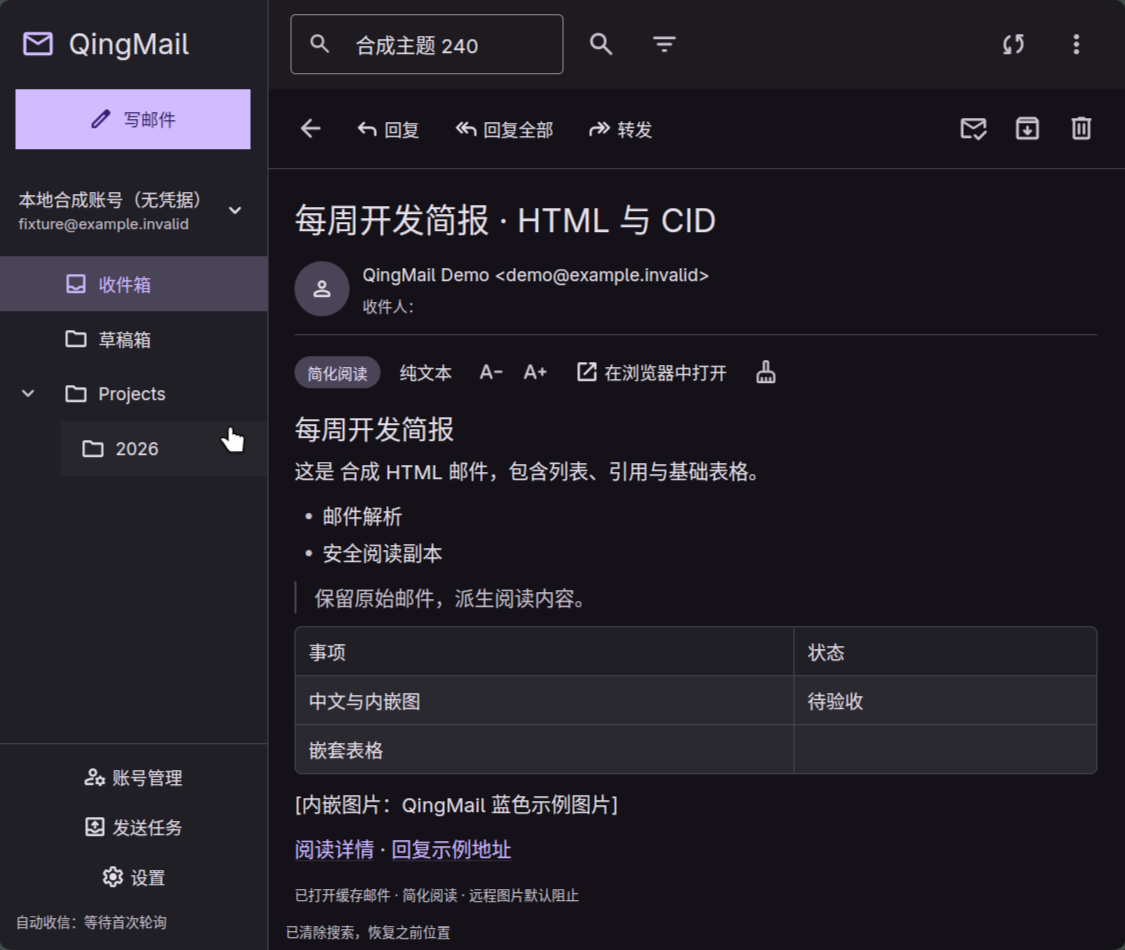 QingMail
合成主题 240
写邮件
本地合成账号（无凭据）
fixture@example.invalid
收件箱
草稿箱
Projects
2026
账号管理
发送任务
设置
自动收信：等待首次轮询
回复
回复全部
转发
每周开发简报 · HTML 与 CID
QingMail Demo <demo@example.invalid>
收件人：
简化阅读 纯文本 A− A+ 在浏览器中打开
每周开发简报
这是 合成 HTML 邮件，包含列表、引用与基础表格。
• 邮件解析
• 安全阅读副本
保留原始邮件，派生阅读内容。
事项 状态
中文与内嵌图 待验收
嵌套表格
[内嵌图片：QingMail 蓝色示例图片]
阅读详情 · 回复示例地址
已打开缓存邮件 · 简化阅读 · 远程图片默认阻止
已清除搜索，恢复之前位置